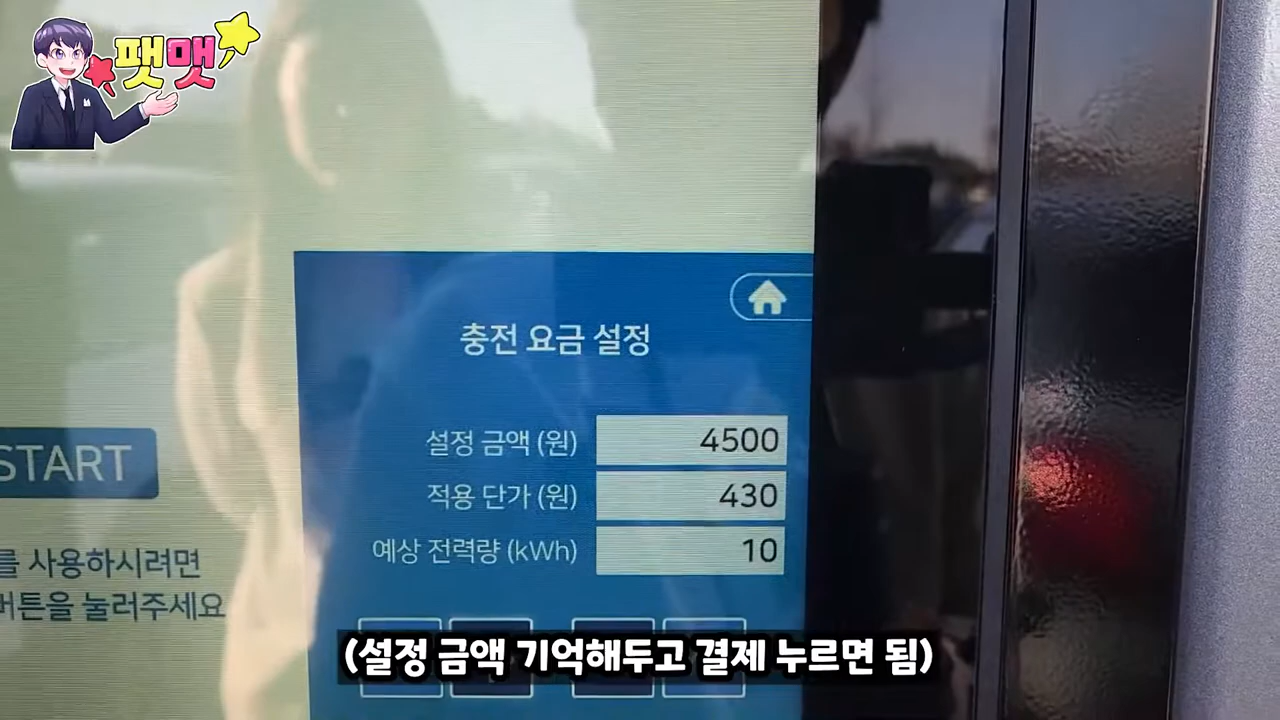 팻맷
충전 요금 설정
설정 금액 (원) 4500
적용 단가 (원) 430
예상 전력량 (kWh) 10
START
를 사용하시려면
버튼을 눌러주세요
(설정 금액 기억해두고 결제 누르면 됨)